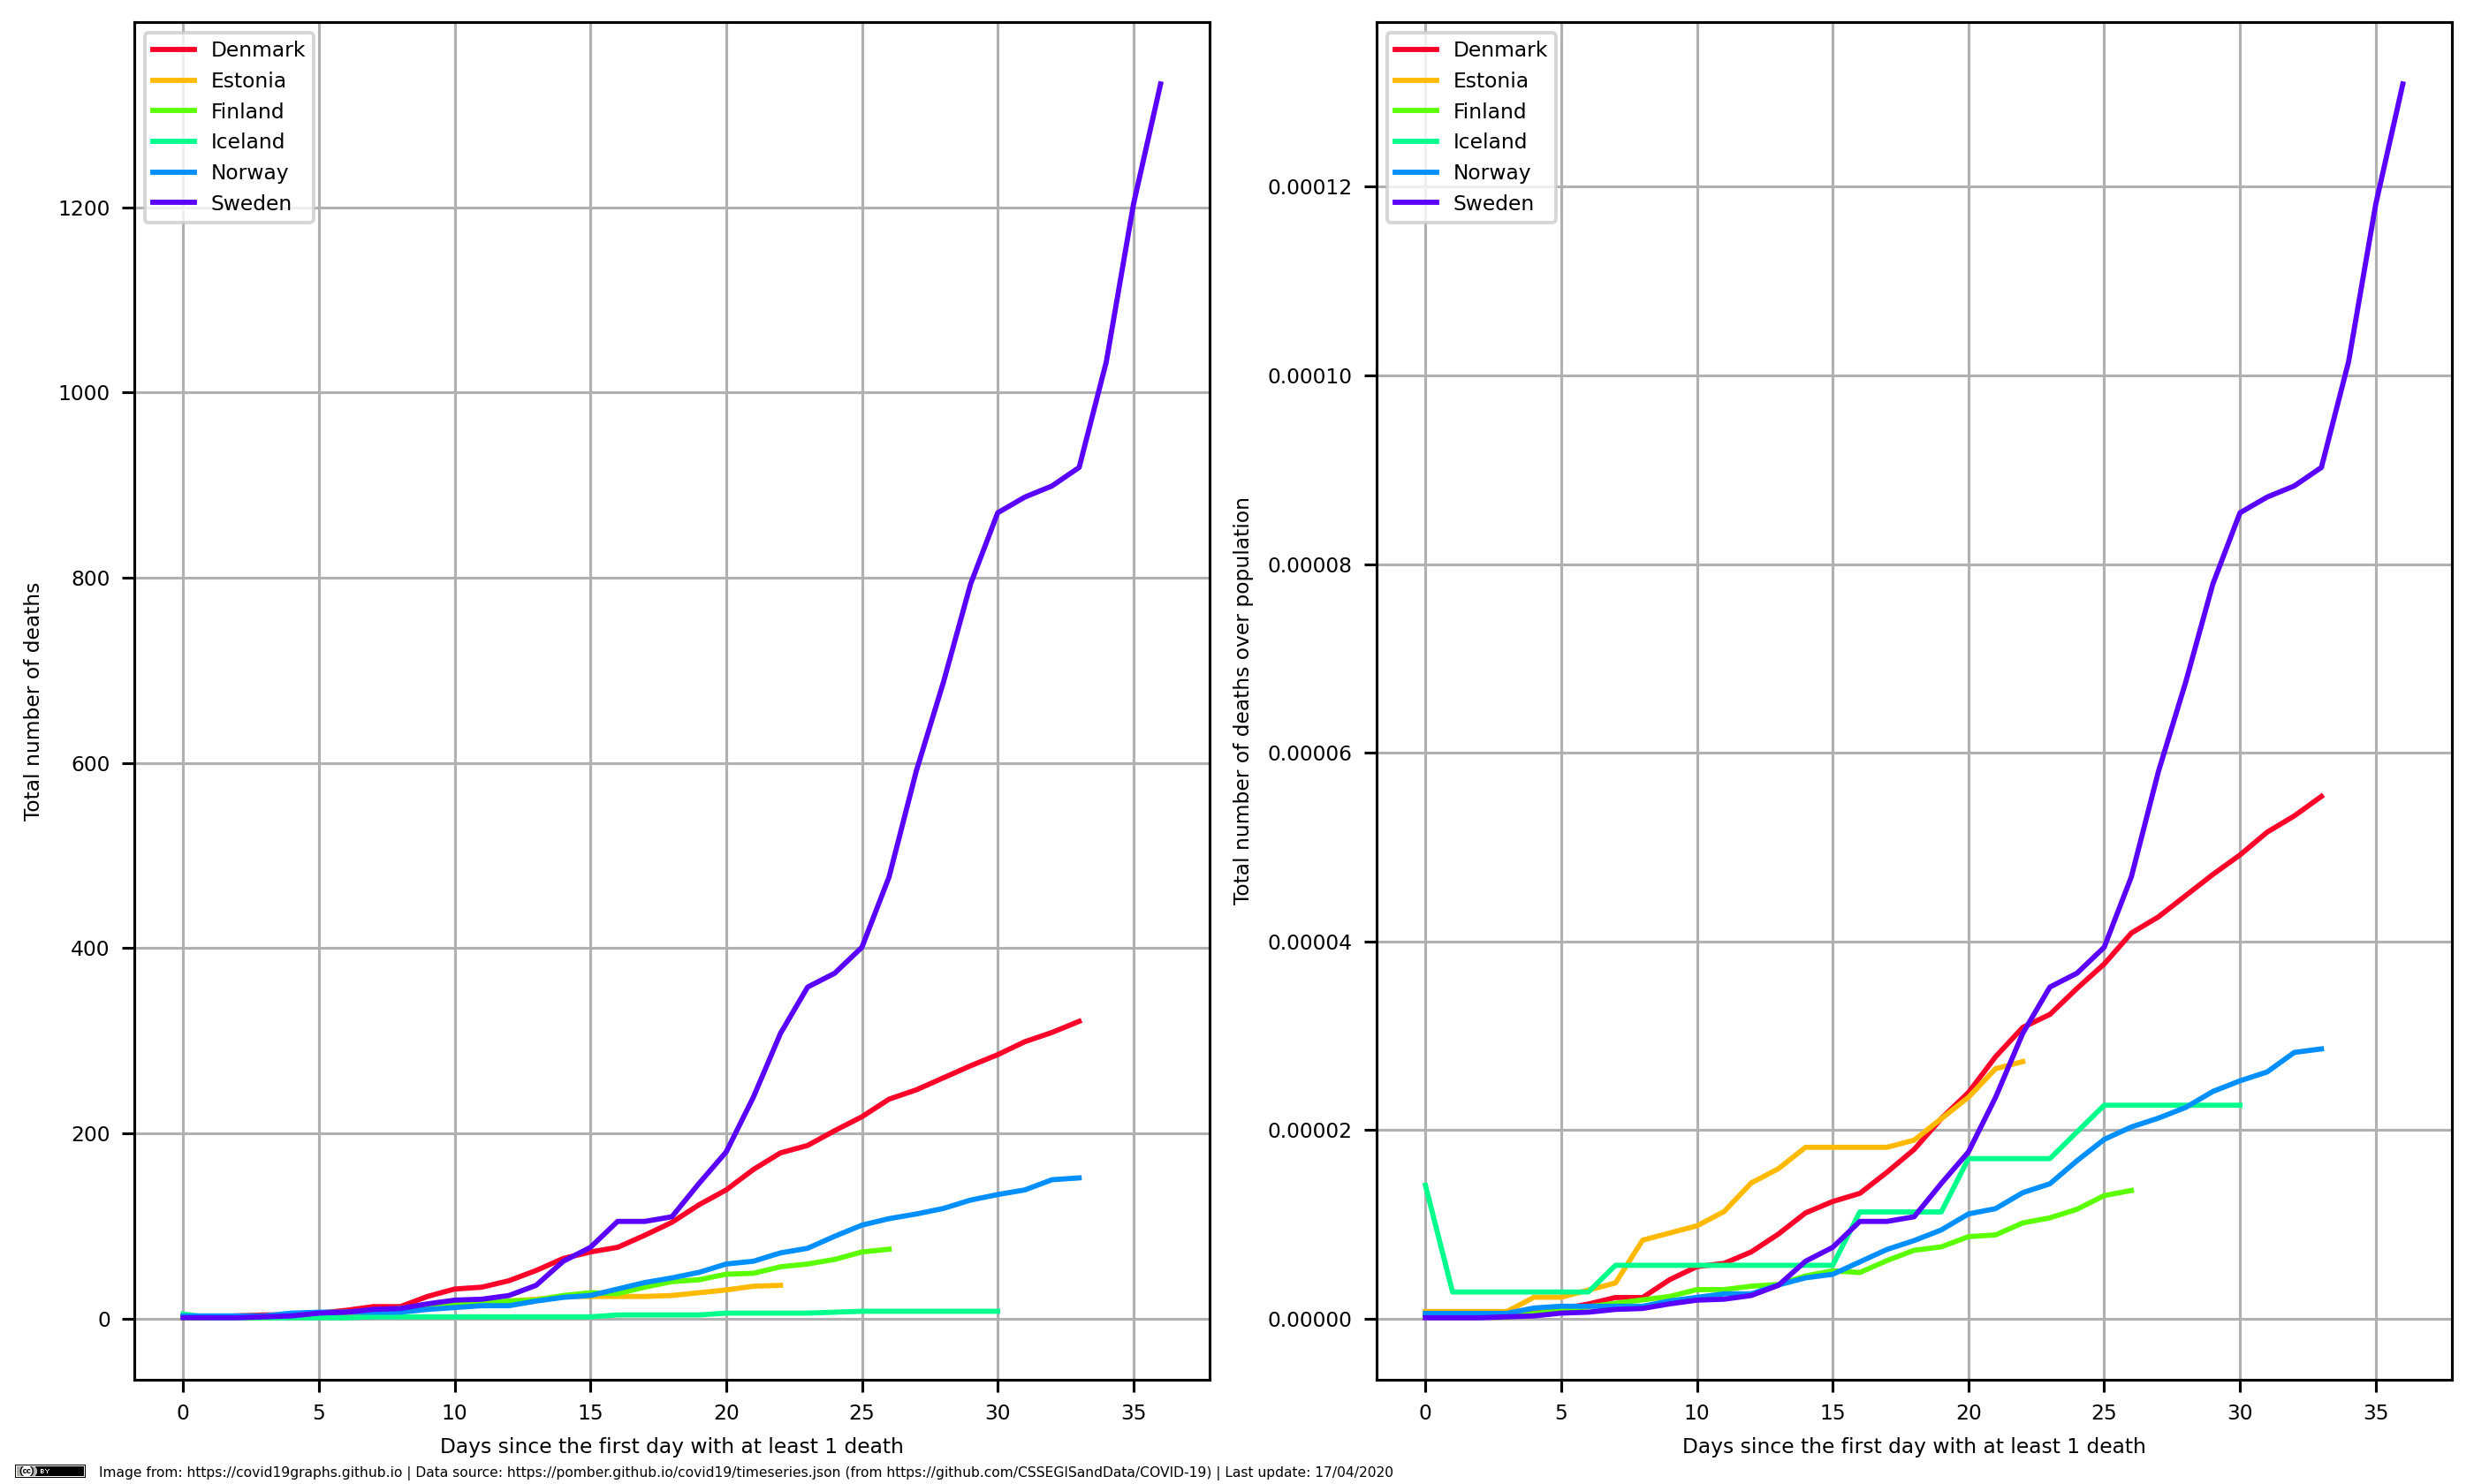 Denmark
Estonia
Finland
Iceland
Norway
Sweden
1200
1000
800
600
400
200
0
Total number of deaths
0 5 10 15 20 25 30 35
Days since the first day with at least 1 death
Denmark
Estonia
Finland
Iceland
Norway
Sweden
0.00012
0.00010
0.00008
0.00006
0.00004
0.00002
0.00000
Total number of deaths over population
0 5 10 15 20 25 30 35
Days since the first day with at least 1 death
(cc) BY
Image from: https://covid19graphs.github.io | Data source: https://pomber.github.io/covid19/timeseries.json (from https://github.com/CSSEGISandData/COVID-19) | Last update: 17/04/2020